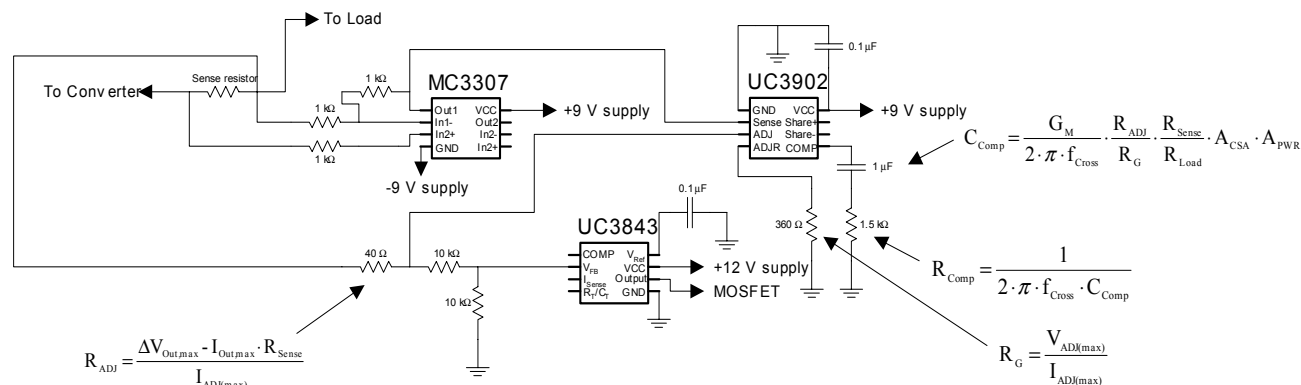 To Load
Sense resistor
To Converter
1 kΩ
1 kΩ
1 kΩ
MC3307
Out1 VCC
In1- Out2
In2+ In2-
GND In2+
+9 V supply
-9 V supply
0.1 µF
UC3902
GND VCC
Sense Share+
ADJ Share-
ADJR COMP
+9 V supply
1 µF
360 Ω
1.5 kΩ
C_Comp = G_M / (2·π·f_Cross) · R_ADJ / R_G · R_Sense / R_Load · A_CSA · A_PWR
0.1 µF
UC3843
COMP V_Ref
V_FB VCC
I_Sense Output
R_T/C_T GND
+12 V supply
MOSFET
40 Ω
10 kΩ
10 kΩ
R_Comp = 1 / (2·π·f_Cross·C_Comp)
R_ADJ = (ΔV_Out,max - I_Out,max · R_Sense) / I_ADJ(max)
R_G = V_ADJ(max) / I_ADJ(max)